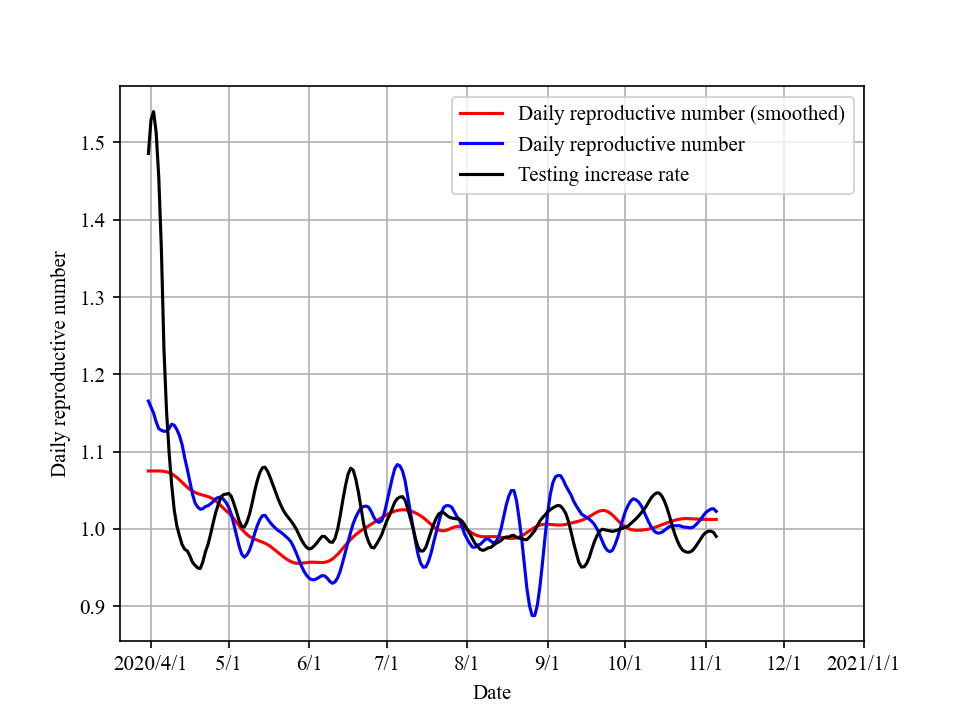 Daily reproductive number (smoothed)
Daily reproductive number
Testing increase rate
Daily reproductive number
1.5
1.4
1.3
1.2
1.1
1.0
0.9
2020/4/1 5/1 6/1 7/1 8/1 9/1 10/1 11/1 12/1 2021/1/1
Date